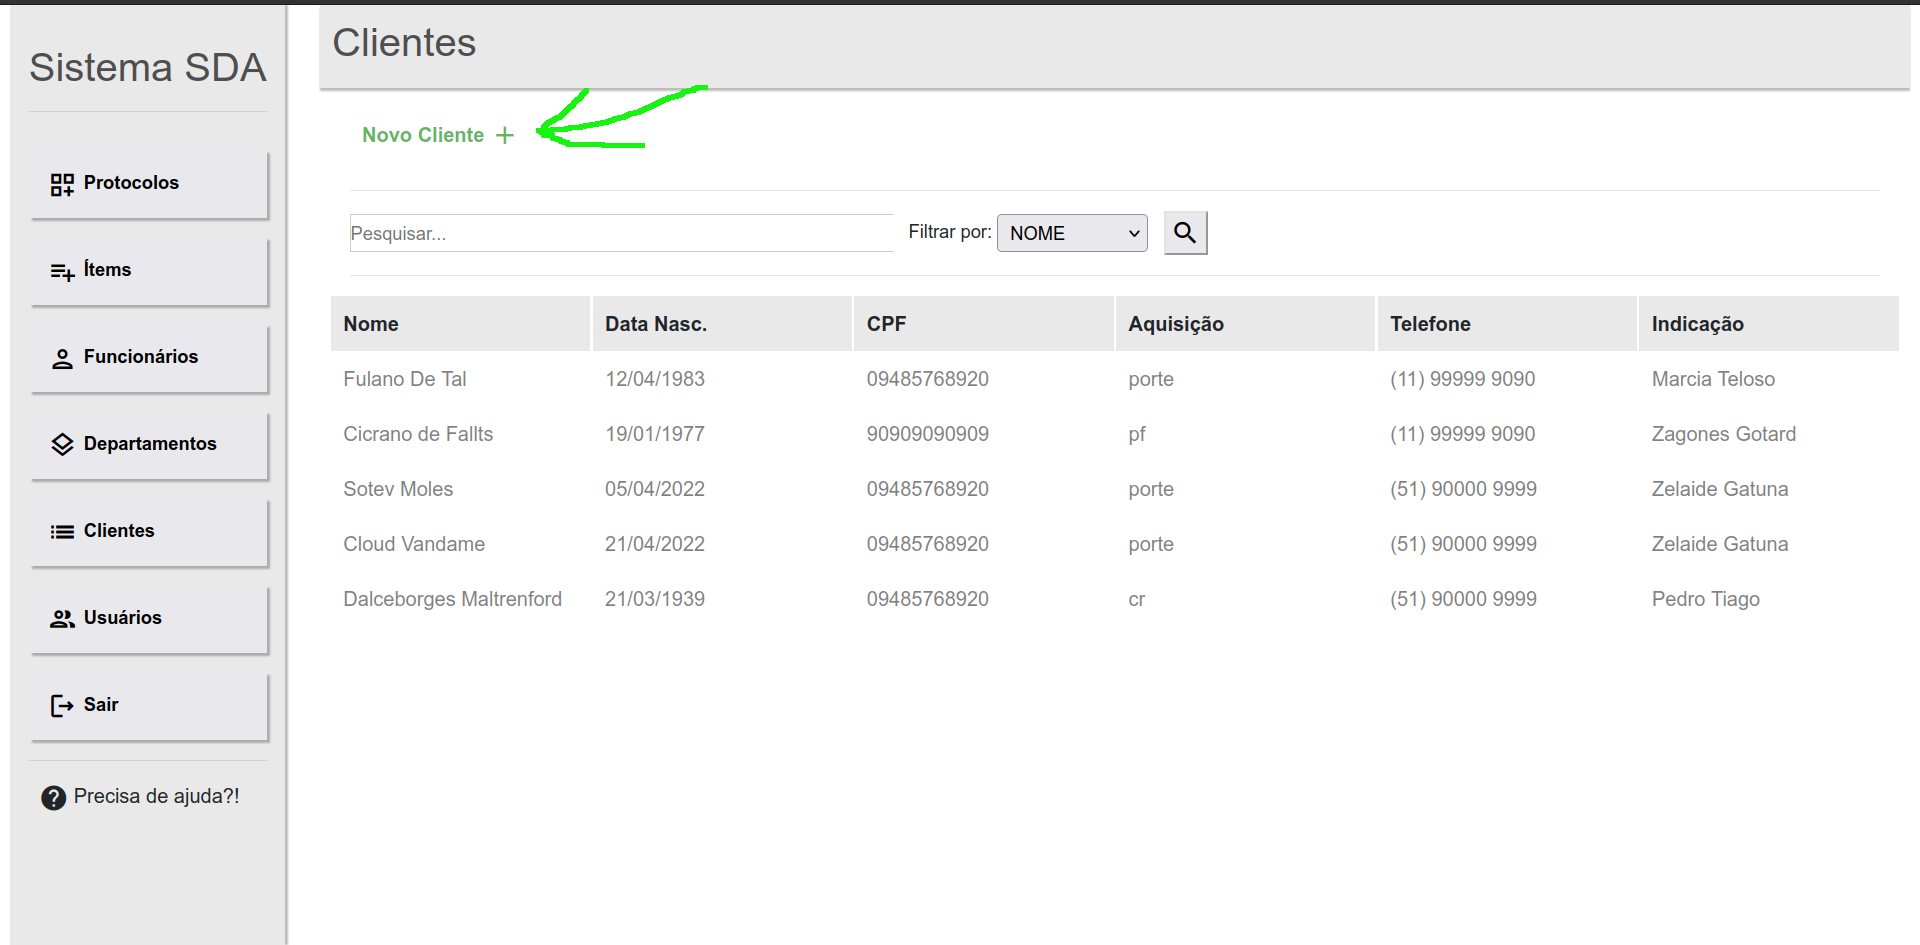 Sistema SDA
Protocolos
Ítems
Funcionários
Departamentos
Clientes
Usuários
Sair
Precisa de ajuda?!
Clientes
Novo Cliente +
Pesquisar... Filtrar por: NOME
Nome Data Nasc. CPF Aquisição Telefone Indicação
Fulano De Tal 12/04/1983 09485768920 porte (11) 99999 9090 Marcia Teloso
Cicrano de Fallts 19/01/1977 90909090909 pf (11) 99999 9090 Zagones Gotard
Sotev Moles 05/04/2022 09485768920 porte (51) 90000 9999 Zelaide Gatuna
Cloud Vandame 21/04/2022 09485768920 porte (51) 90000 9999 Zelaide Gatuna
Dalceborges Maltrenford 21/03/1939 09485768920 cr (51) 90000 9999 Pedro Tiago